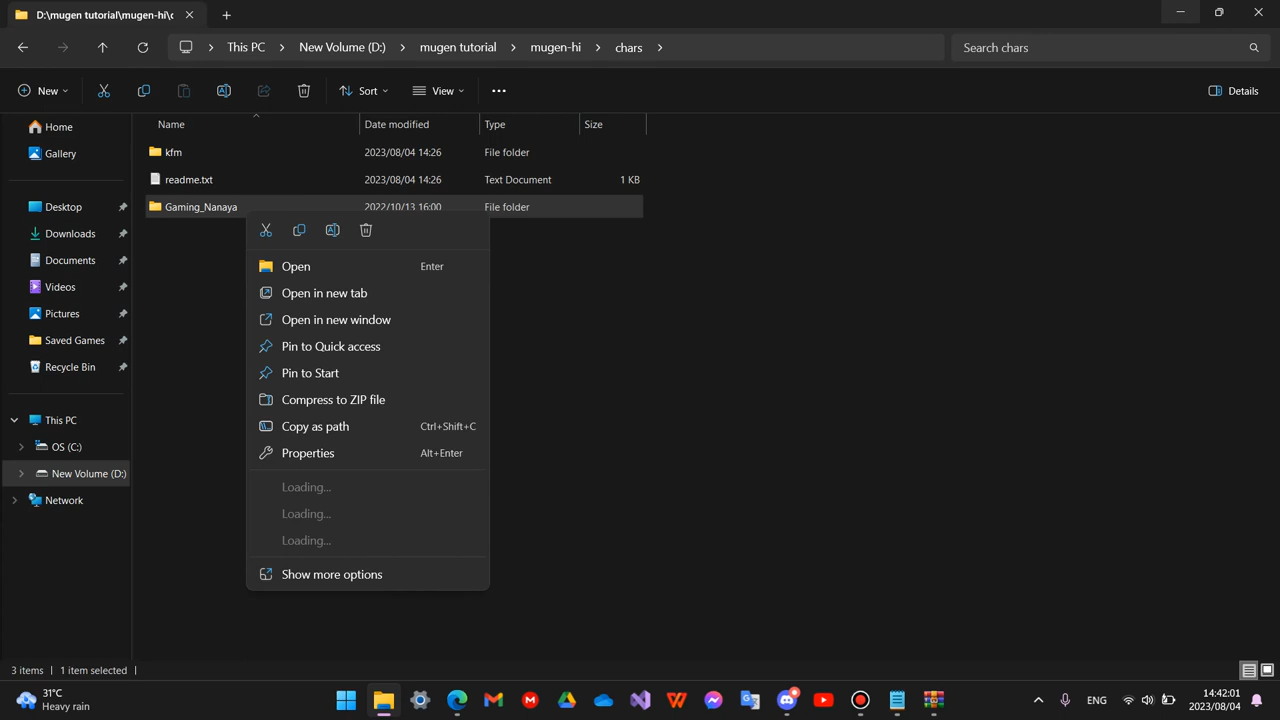 D:\mugen tutorial\mugen-hi\c
This PC > New Volume (D:) > mugen tutorial > mugen-hi > chars >
Search chars
New
Sort
View
Details
Name Date modified Type Size
Home
Gallery
Desktop
Downloads
Documents
Videos
Pictures
Saved Games
Recycle Bin
This PC
OS (C:)
New Volume (D:)
Network
kfm 2023/08/04 14:26 File folder
readme.txt 2023/08/04 14:26 Text Document 1 KB
Gaming_Nanaya 2022/10/13 16:00 File folder
Open Enter
Open in new tab
Open in new window
Pin to Quick access
Pin to Start
Compress to ZIP file
Copy as path Ctrl+Shift+C
Properties Alt+Enter
Loading...
Loading...
Loading...
Show more options
3 items 1 item selected
31°C
Heavy rain
ENG
14:42:01
2023/08/04